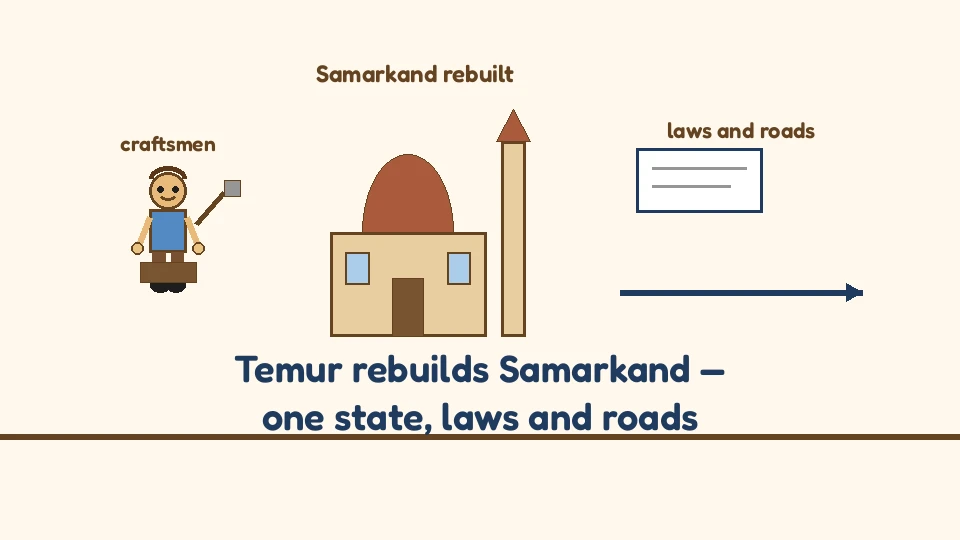 Samarkand rebuilt
craftsmen
laws and roads
Temur rebuilds Samarkand —
one state, laws and roads